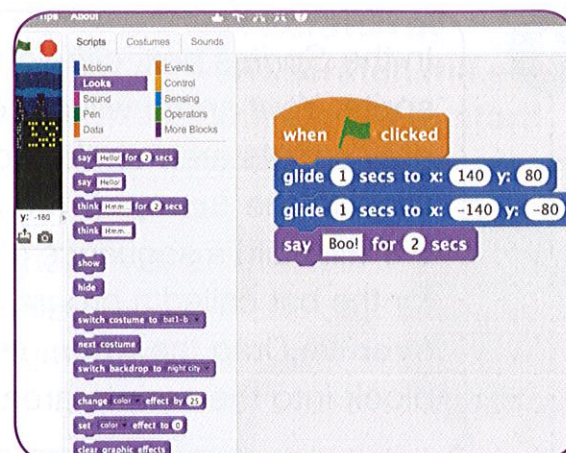 Tips About
Scripts Costumes Sounds
Motion Events
Looks Control
Sound Sensing
Pen Operators
Data More Blocks
say Hello! for 2 secs
say Hello!
think Hmm... for 2 secs
think Hmm...
show
hide
switch costume to bat1-b
next costume
switch backdrop to night city
change color effect by 25
set color effect to 0
clear graphic effects
y: -180
when clicked
glide 1 secs to x: 140 y: 80
glide 1 secs to x: -140 y: -80
say Boo! for 2 secs